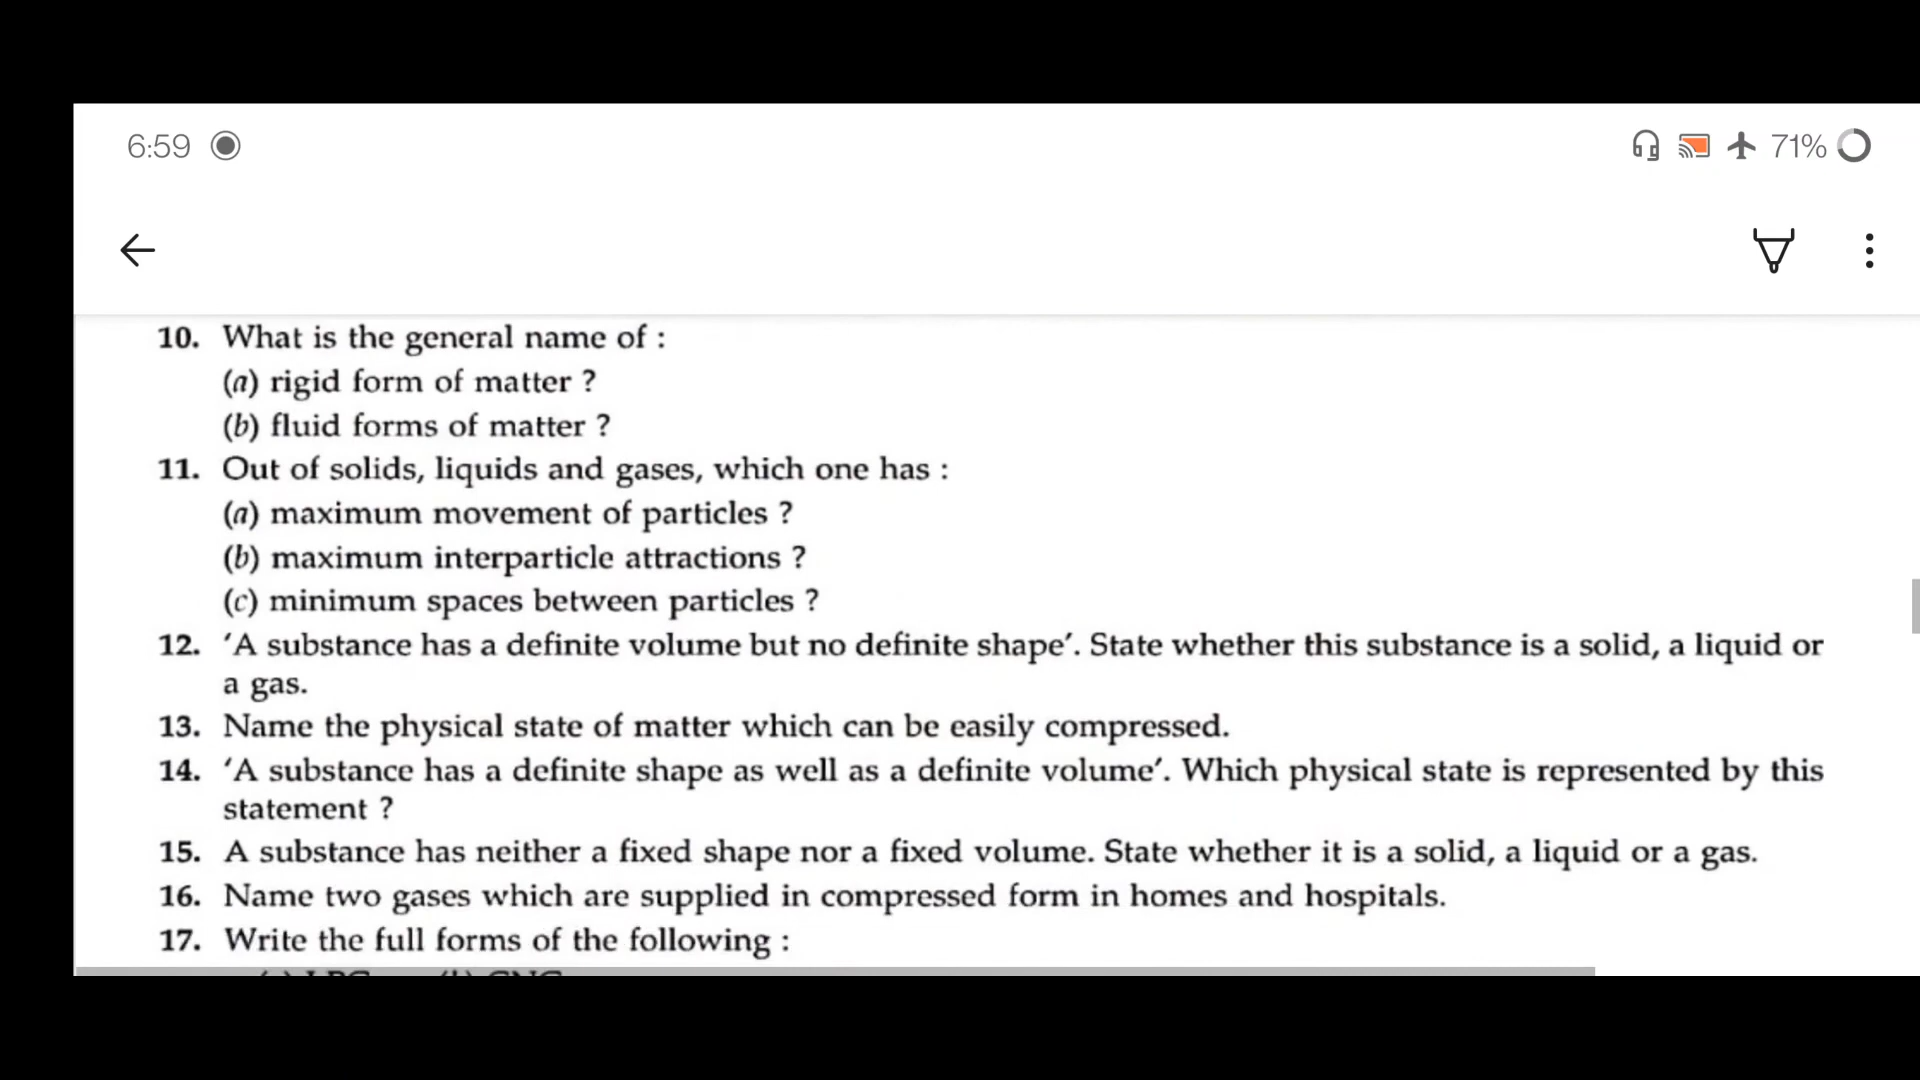 6:59
71%
10. What is the general name of :
(a) rigid form of matter ?
(b) fluid forms of matter ?
11. Out of solids, liquids and gases, which one has :
(a) maximum movement of particles ?
(b) maximum interparticle attractions ?
(c) minimum spaces between particles ?
12. ‘A substance has a definite volume but no definite shape’. State whether this substance is a solid, a liquid or
a gas.
13. Name the physical state of matter which can be easily compressed.
14. ‘A substance has a definite shape as well as a definite volume’. Which physical state is represented by this
statement ?
15. A substance has neither a fixed shape nor a fixed volume. State whether it is a solid, a liquid or a gas.
16. Name two gases which are supplied in compressed form in homes and hospitals.
17. Write the full forms of the following :